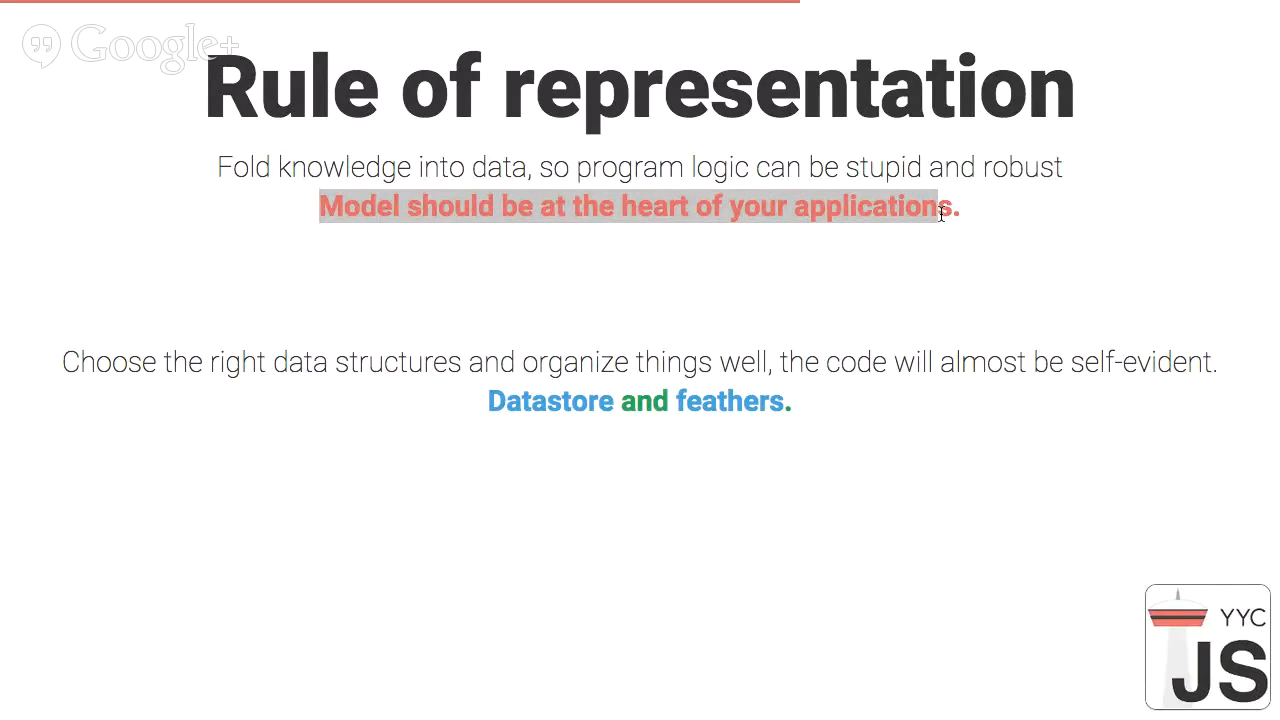 Google+
Rule of representation
Fold knowledge into data, so program logic can be stupid and robust
Model should be at the heart of your applications.
Choose the right data structures and organize things well, the code will almost be self-evident.
Datastore and feathers.
YYC
JS